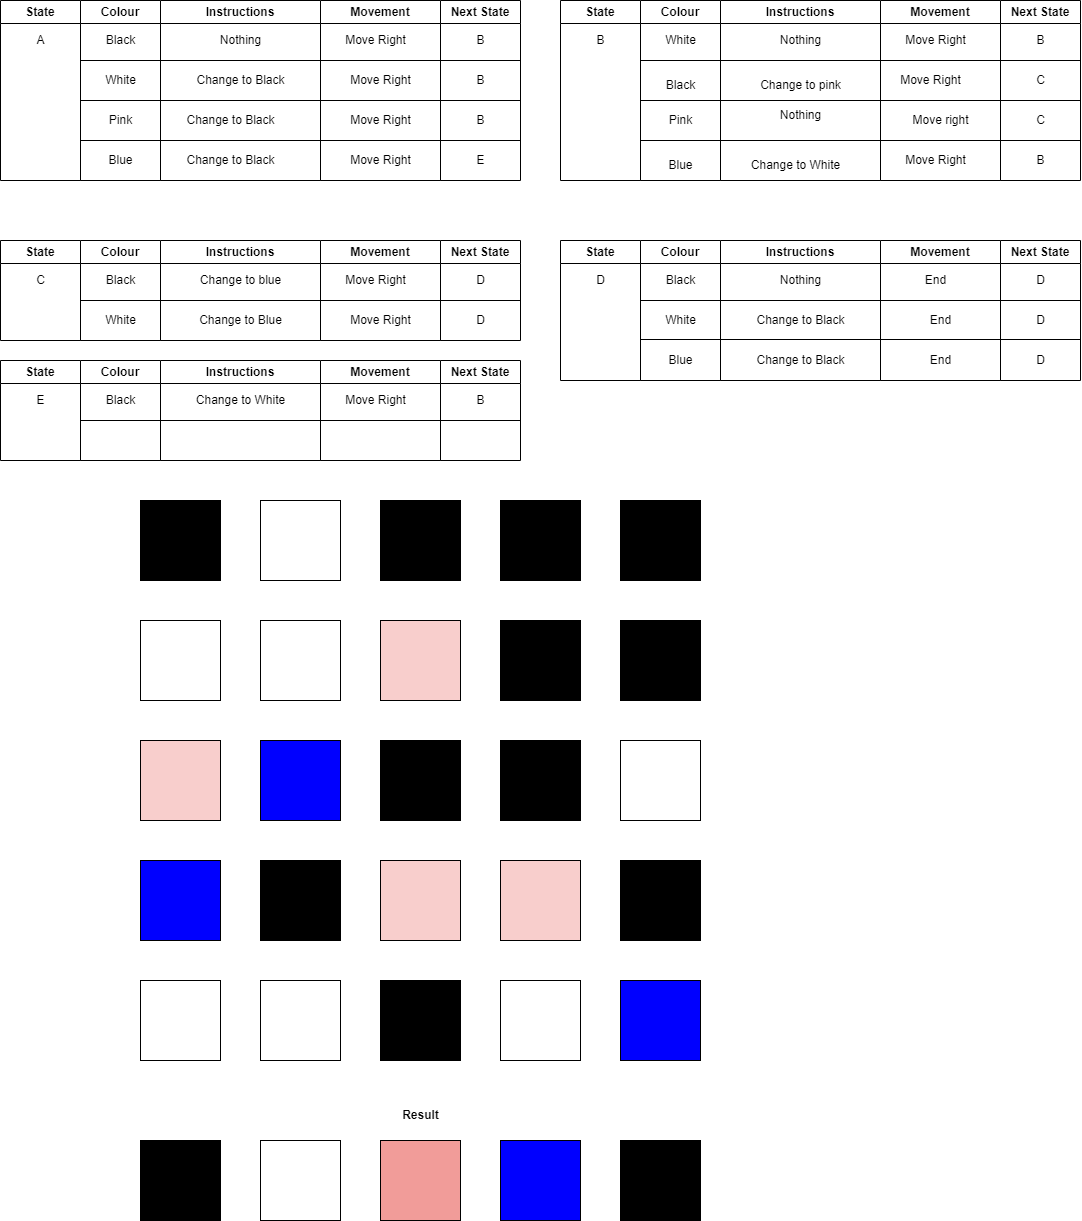 State Colour Instructions Movement Next State
A Black Nothing Move Right B
White Change to Black Move Right B
Pink Change to Black Move Right B
Blue Change to Black Move Right E
State Colour Instructions Movement Next State
B White Nothing Move Right B
Black Change to pink Move Right C
Pink Nothing Move right C
Blue Change to White Move Right B
State Colour Instructions Movement Next State
C Black Change to blue Move Right D
White Change to Blue Move Right D
State Colour Instructions Movement Next State
D Black Nothing End D
White Change to Black End D
Blue Change to Black End D
State Colour Instructions Movement Next State
E Black Change to White Move Right B
Result